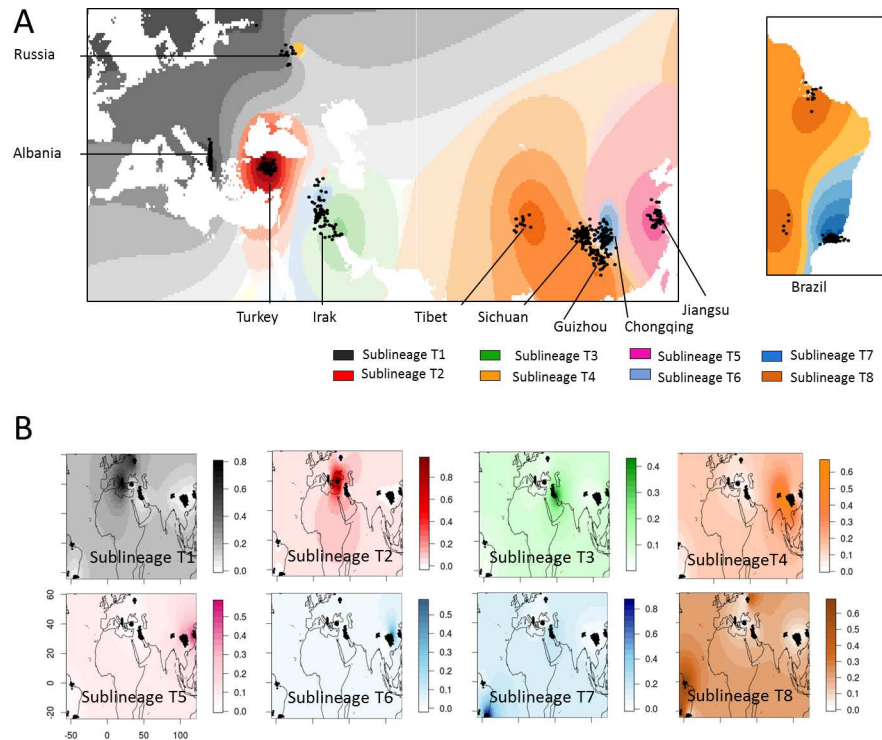 A
Russia
Albania
Turkey
Irak
Tibet
Sichuan
Guizhou
Chongqing
Jiangsu
Brazil
Sublineage T1
Sublineage T3
Sublineage T5
Sublineage T7
Sublineage T2
Sublineage T4
Sublineage T6
Sublineage T8
B
0.8
0.6
0.4
0.2
0.0
Sublineage T1
0.8
0.6
0.4
0.2
0.0
Sublineage T2
0.4
0.3
0.2
0.1
Sublineage T3
0.6
0.5
0.4
0.3
0.2
0.1
0.0
SublineageT4
60
40
20
0
-20
-50
0
50
100
0.5
0.4
0.3
0.2
0.1
0.0
Sublineage T5
0.5
0.4
0.3
0.2
0.1
0.0
Sublineage T6
0.8
0.6
0.4
0.2
0.0
Sublineage T7
0.6
0.5
0.4
0.3
0.2
0.1
0.0
Sublineage T8